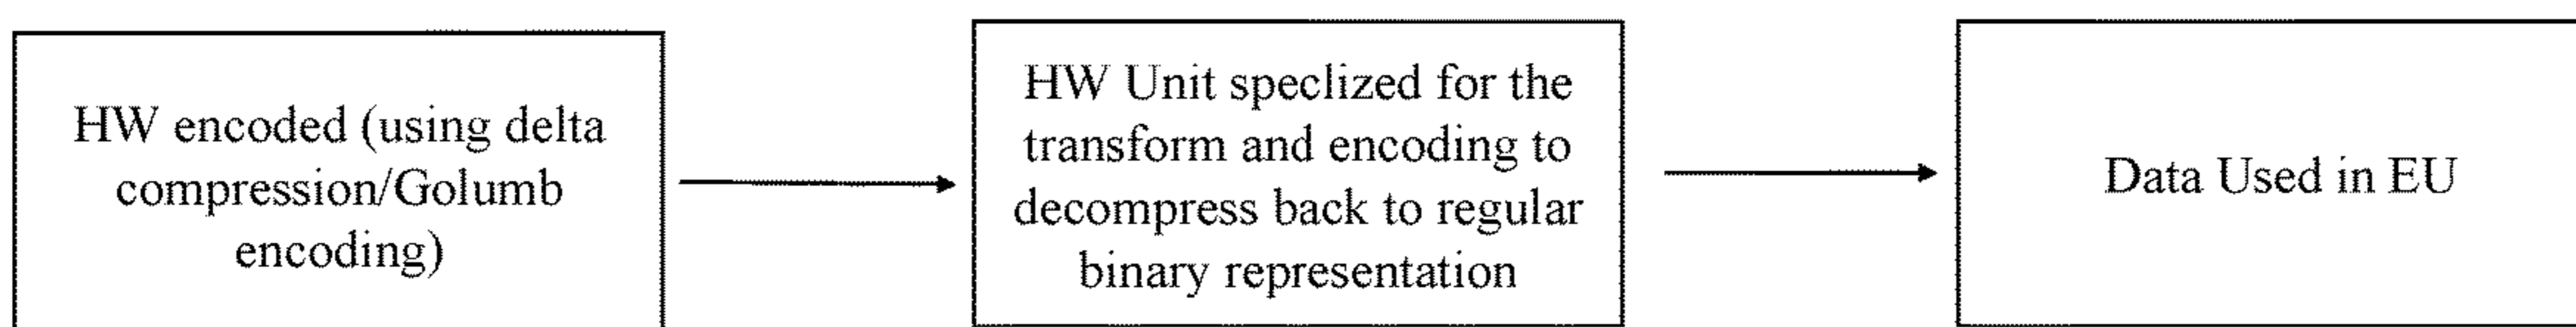 HW encoded (using delta
compression/Golumb
encoding)
HW Unit speclized for the
transform and encoding to
decompress back to regular
binary representation
Data Used in EU